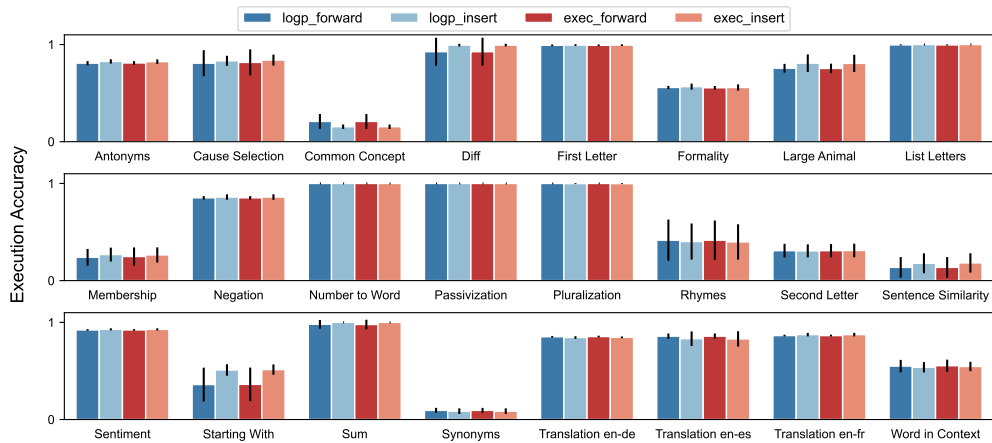 logp_forward logp_insert exec_forward exec_insert
Execution Accuracy
1
0
Antonyms Cause Selection Common Concept Diff First Letter Formality Large Animal List Letters
1
0
Membership Negation Number to Word Passivization Pluralization Rhymes Second Letter Sentence Similarity
1
0
Sentiment Starting With Sum Synonyms Translation en-de Translation en-es Translation en-fr Word in Context